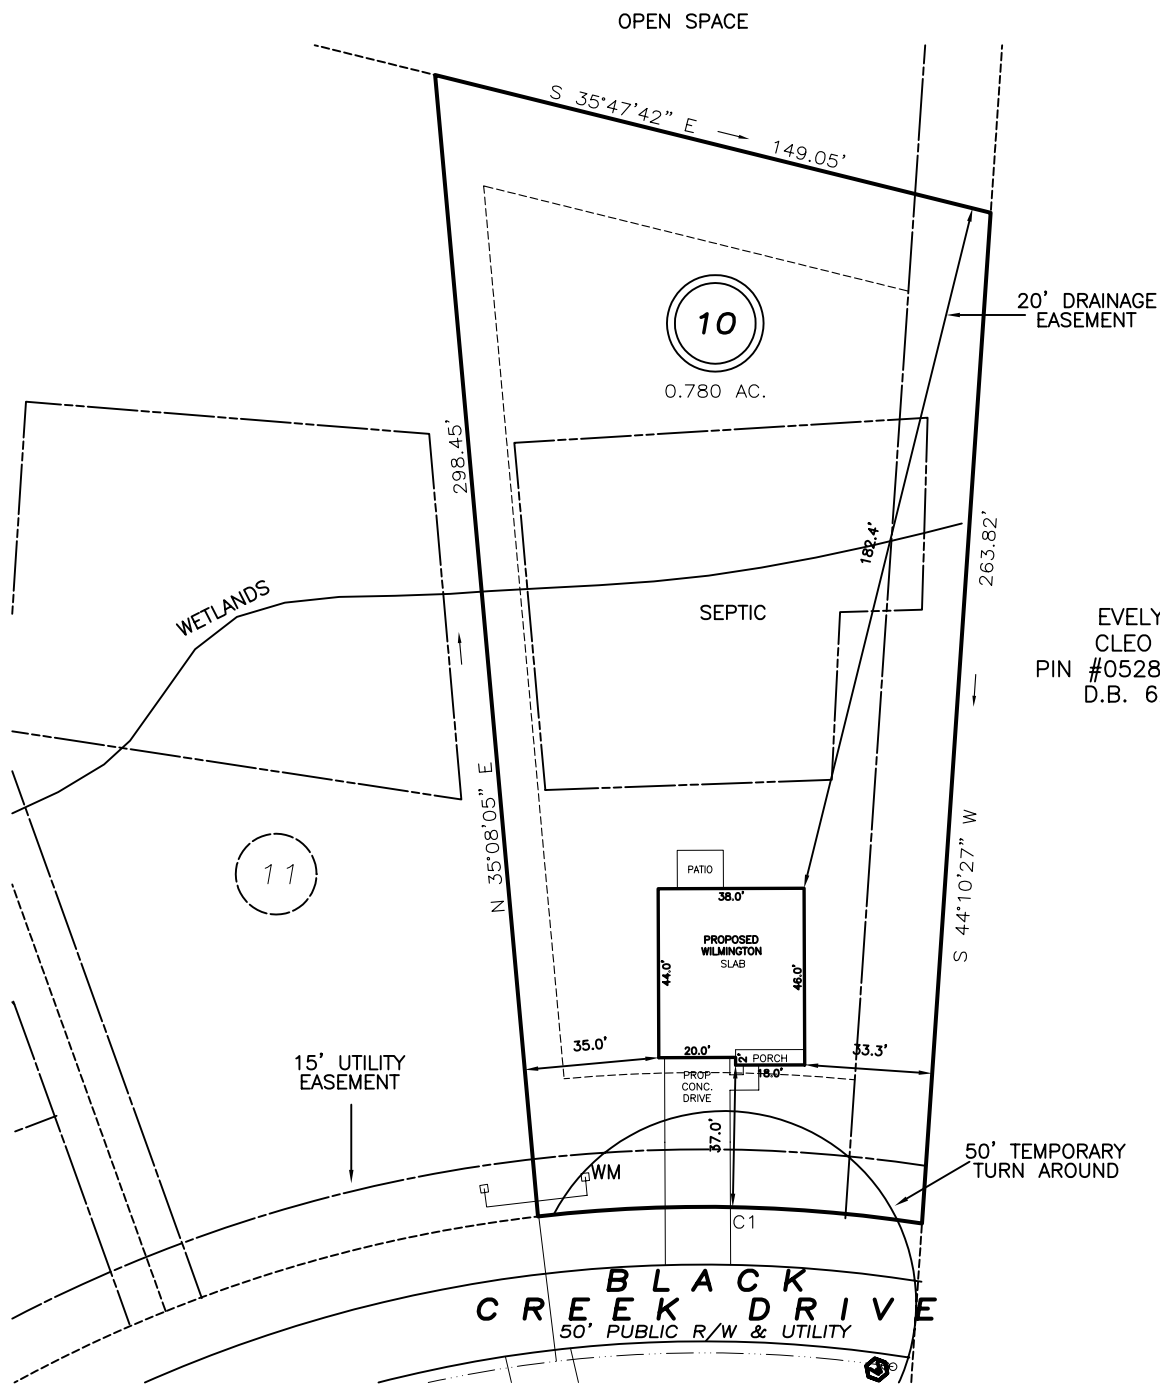 OPEN SPACE
S 35°47'42" E
149.05'
20' DRAINAGE
EASEMENT
10
0.780 AC.
298.45'
182.4'
263.82'
WETLANDS
SEPTIC
EVELY
CLEO
PIN #0528
D.B. 6
N 35°08'05" E
S 44°10'27" W
11
PATIO
38.0'
PROPOSED
WILMINGTON
SLAB
44.0'
46.0'
35.0'
20.0'
2'
PORCH
18.0'
33.3'
PROP
CONC.
DRIVE
15' UTILITY
EASEMENT
37.0'
50' TEMPORARY
TURN AROUND
WM
C1
BLACK
CREEK DRIVE
50' PUBLIC R/W & UTILITY